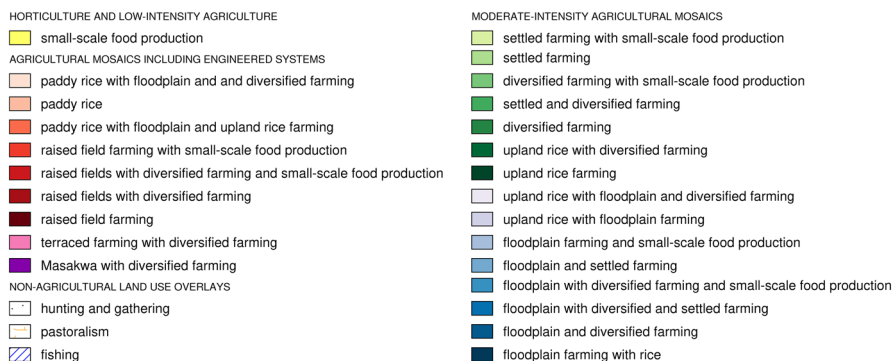 HORTICULTURE AND LOW-INTENSITY AGRICULTURE
small-scale food production
AGRICULTURAL MOSAICS INCLUDING ENGINEERED SYSTEMS
paddy rice with floodplain and and diversified farming
paddy rice
paddy rice with floodplain and upland rice farming
raised field farming with small-scale food production
raised fields with diversified farming and small-scale food production
raised fields with diversified farming
raised field farming
terraced farming with diversified farming
Masakwa with diversified farming
NON-AGRICULTURAL LAND USE OVERLAYS
hunting and gathering
pastoralism
fishing
MODERATE-INTENSITY AGRICULTURAL MOSAICS
settled farming with small-scale food production
settled farming
diversified farming with small-scale food production
settled and diversified farming
diversified farming
upland rice with diversified farming
upland rice farming
upland rice with floodplain and diversified farming
upland rice with floodplain farming
floodplain farming and small-scale food production
floodplain and settled farming
floodplain with diversified farming and small-scale food production
floodplain with diversified and settled farming
floodplain and diversified farming
floodplain farming with rice